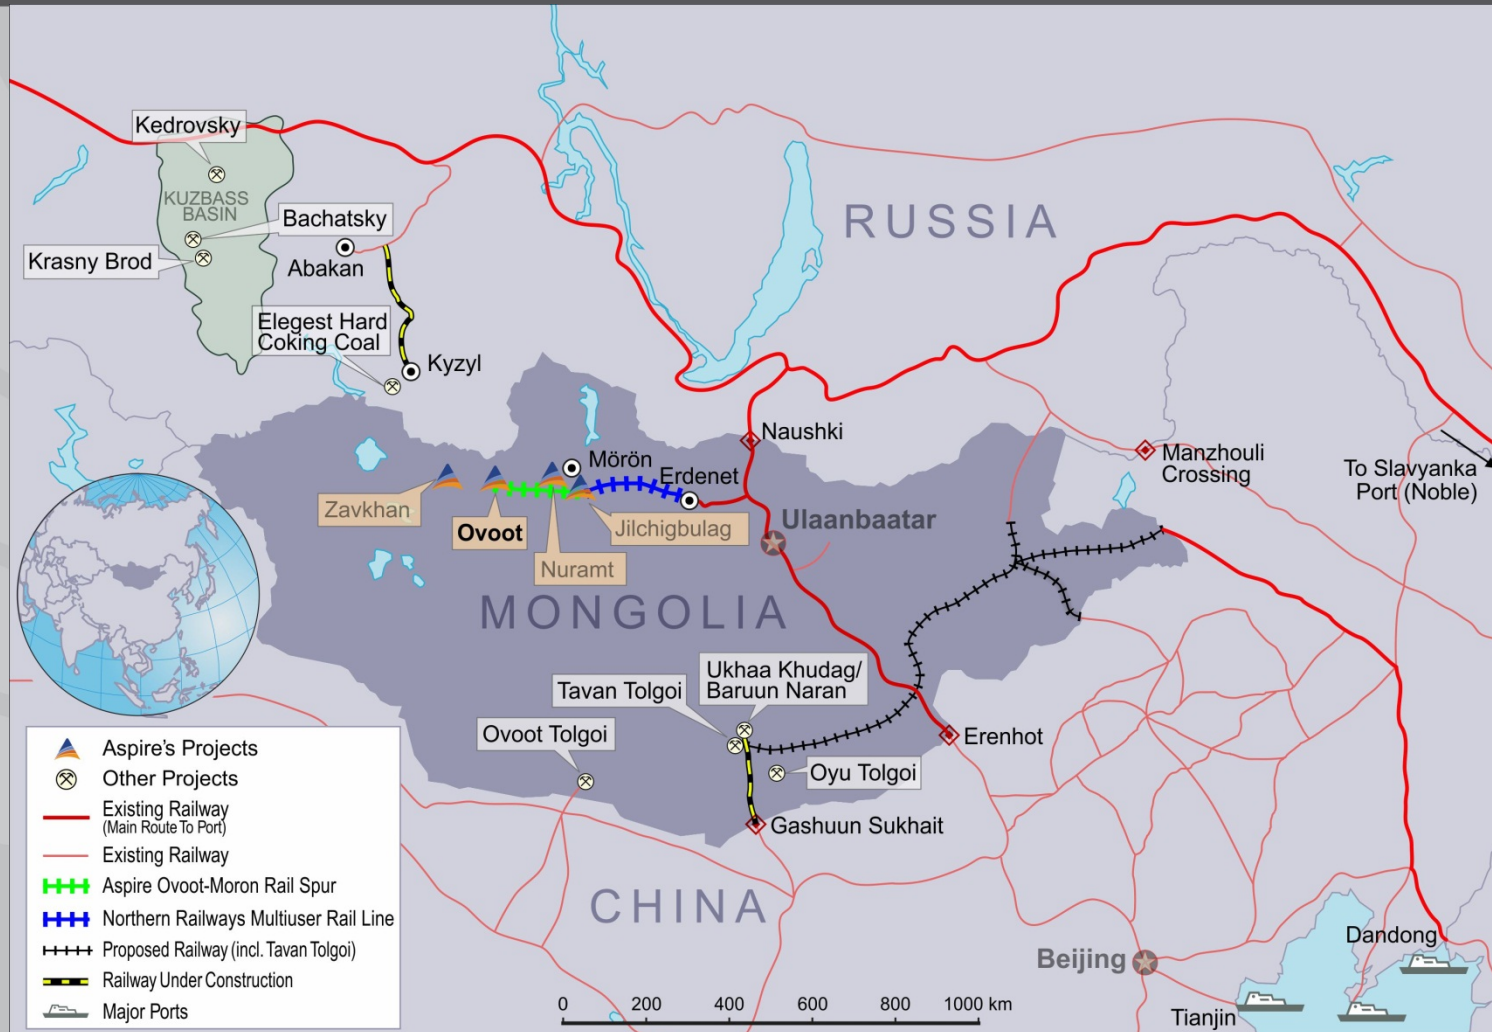 Kedrovsky
KUZBASS
BASIN
Bachatsky
Krasny Brod
Abakan
Elegest Hard
Coking Coal
Kyzyl
RUSSIA
Naushki
Manzhouli
Crossing
To Slavyanka
Port (Noble)
Mörön
Erdenet
Zavkhan
Ovoot
Jilchigbulag
Nuramt
Ulaanbaatar
MONGOLIA
Ukhaa Khudag/
Baruun Naran
Tavan Tolgoi
Ovoot Tolgoi
Erenhot
Oyu Tolgoi
Gashuun Sukhait
CHINA
Beijing
Dandong
Tianjin
Aspire's Projects
Other Projects
Existing Railway
(Main Route To Port)
Existing Railway
Aspire Ovoot-Moron Rail Spur
Northern Railways Multiuser Rail Line
Proposed Railway (incl. Tavan Tolgoi)
Railway Under Construction
Major Ports
0 200 400 600 800 1000 km